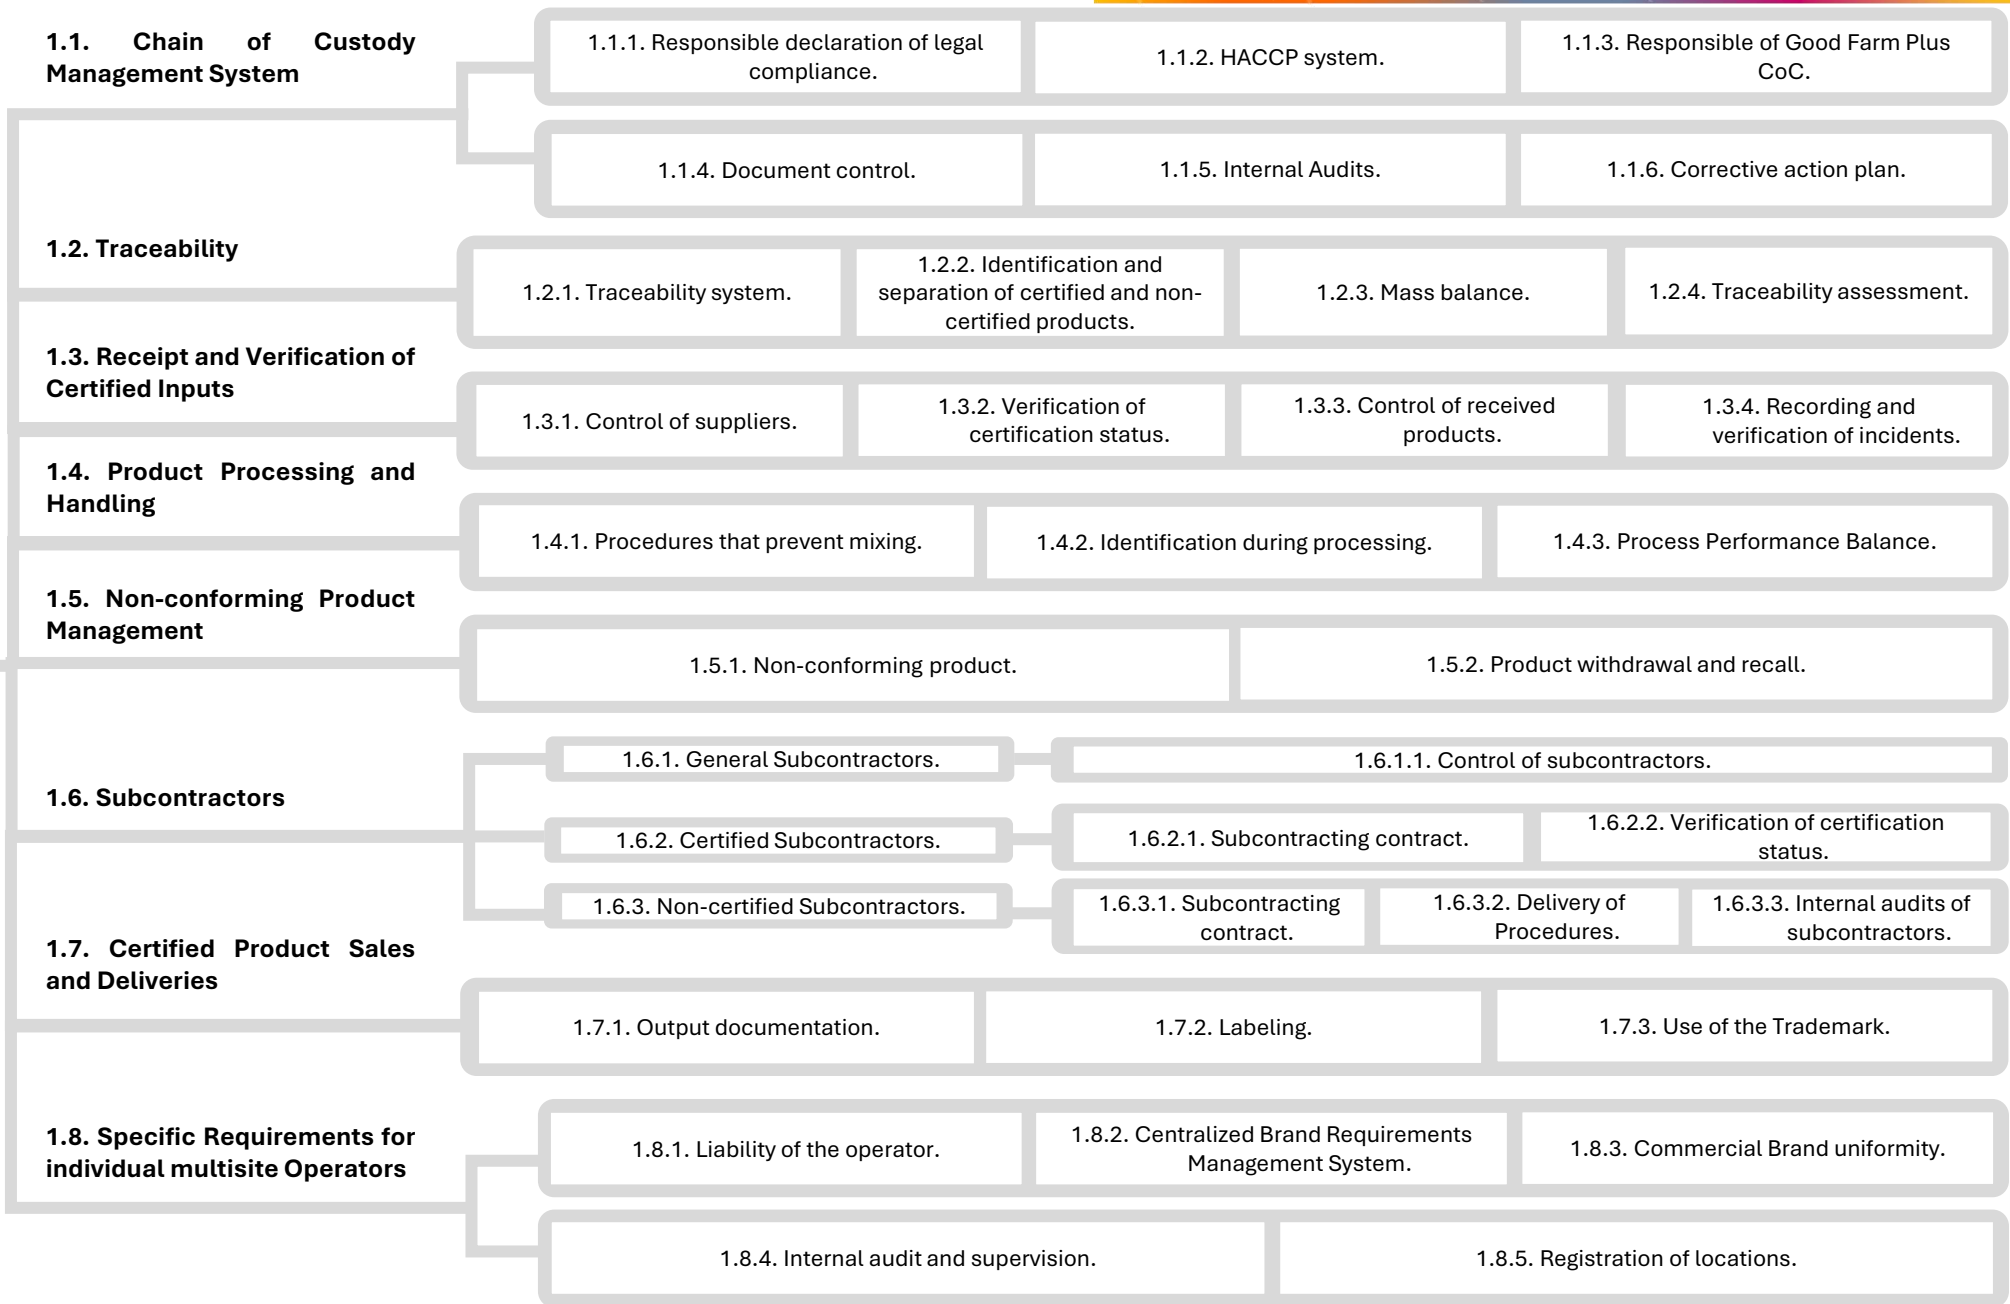 1.1. Chain of Custody
Management System
1.1.1. Responsible declaration of legal
compliance.
1.1.2. HACCP system.
1.1.3. Responsible of Good Farm Plus
CoC.
1.1.4. Document control.
1.1.5. Internal Audits.
1.1.6. Corrective action plan.
1.2. Traceability
1.2.1. Traceability system.
1.2.2. Identification and
separation of certified and non-
certified products.
1.2.3. Mass balance.
1.2.4. Traceability assessment.
1.3. Receipt and Verification of
Certified Inputs
1.3.1. Control of suppliers.
1.3.2. Verification of
certification status.
1.3.3. Control of received
products.
1.3.4. Recording and
verification of incidents.
1.4. Product Processing and
Handling
1.4.1. Procedures that prevent mixing.
1.4.2. Identification during processing.
1.4.3. Process Performance Balance.
1.5. Non-conforming Product
Management
1.5.1. Non-conforming product.
1.5.2. Product withdrawal and recall.
1.6. Subcontractors
1.6.1. General Subcontractors.
1.6.1.1. Control of subcontractors.
1.6.2. Certified Subcontractors.
1.6.2.1. Subcontracting contract.
1.6.2.2. Verification of certification
status.
1.6.3. Non-certified Subcontractors.
1.6.3.1. Subcontracting
contract.
1.6.3.2. Delivery of
Procedures.
1.6.3.3. Internal audits of
subcontractors.
1.7. Certified Product Sales
and Deliveries
1.7.1. Output documentation.
1.7.2. Labeling.
1.7.3. Use of the Trademark.
1.8. Specific Requirements for
individual multisite Operators
1.8.1. Liability of the operator.
1.8.2. Centralized Brand Requirements
Management System.
1.8.3. Commercial Brand uniformity.
1.8.4. Internal audit and supervision.
1.8.5. Registration of locations.